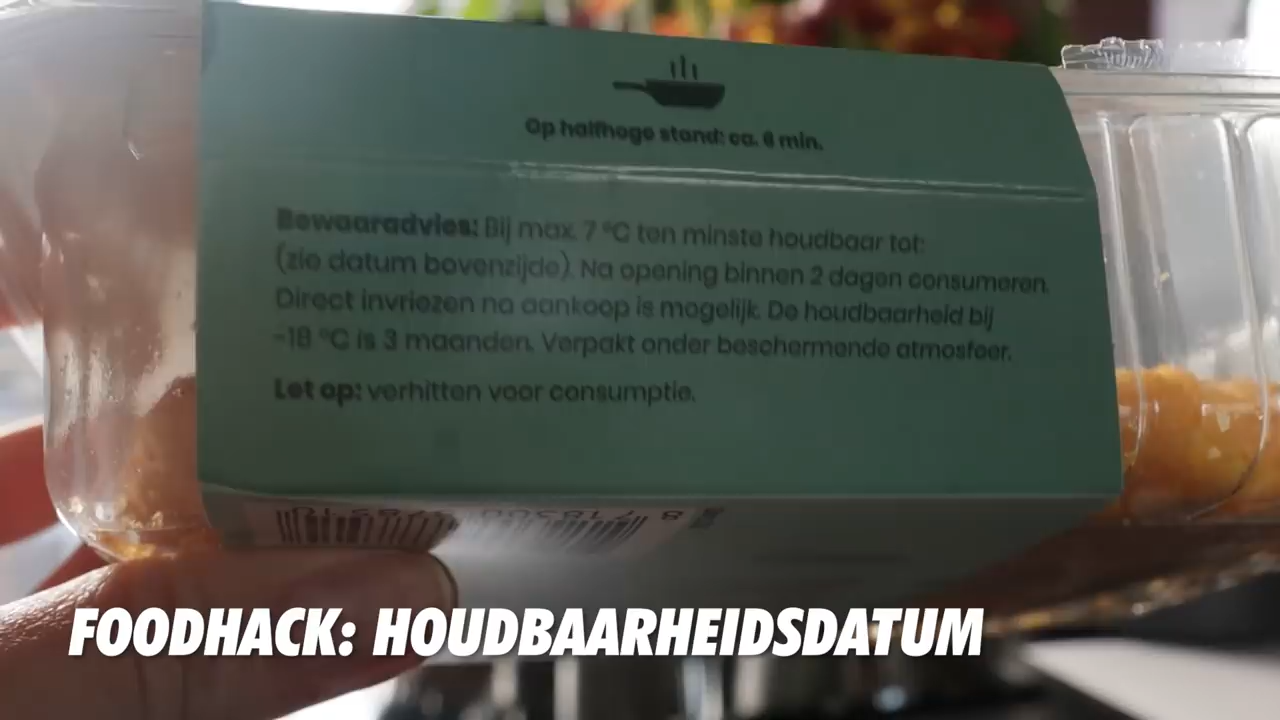 Op halfhoge stand: ca. 6 min.
Bewaaradvies: Bij max. 7 °C ten minste houdbaar tot:
(zie datum bovenzijde). Na opening binnen 2 dagen consumeren.
Direct invriezen na aankoop is mogelijk. De houdbaarheid bij
-18 °C is 3 maanden. Verpakt onder beschermende atmosfeer.
Let op: verhitten voor consumptie.
FOODHACK: HOUDBAARHEIDSDATUM